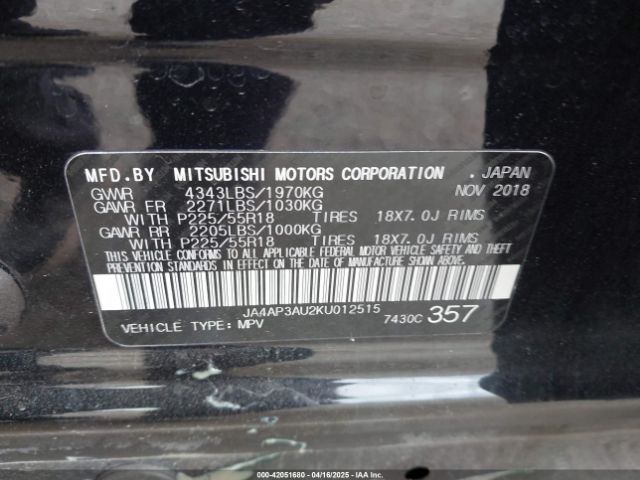 MFD.BY MITSUBISHI MOTORS CORPORATION. JAPAN
GVWR 4343LBS/1970KG NOV 2018
GAWR FR 2271LBS/1030KG
WITH P225/55R18 TIRES 18X7.0J RIMS
GAWR RR 2205LBS/1000KG
WITH P225/55R18 TIRES 18X7.0J RIMS
THIS VEHICLE CONFORMS TO ALL APPLICABLE FEDERAL MOTOR VEHICLE SAFETY AND THEFT
PREVENTION STANDARDS IN EFFECT ON THE DATE OF MANUFACTURE SHOWN ABOVE.
JA4AP3AU2KU012515
VEHICLE TYPE: MPV 7430C 357
000-42051680 - 04/16/2025 - IAAI.COM